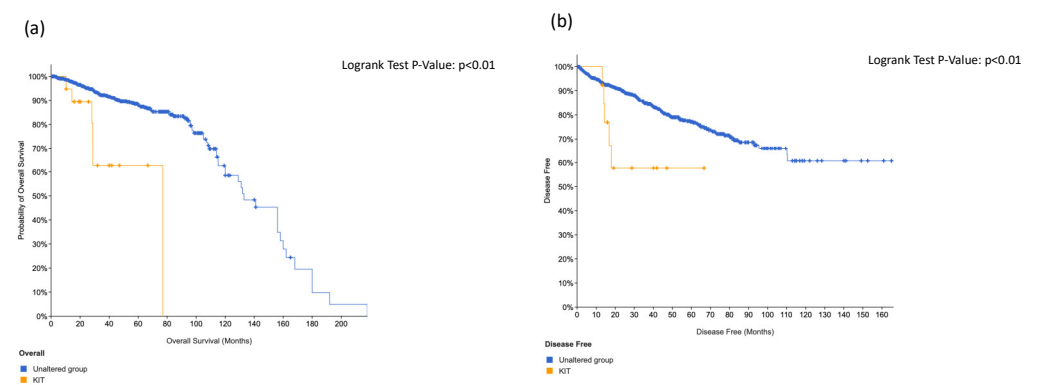 (a)
Logrank Test P-Value: p<0.01
100%
90%
80%
70%
60%
50%
40%
30%
20%
10%
0%
Probability of Overall Survival
0 20 40 60 80 100 120 140 160 180 200
Overall Survival (Months)
Overall
Unaltered group
KIT
(b)
Logrank Test P-Value: p<0.01
100%
90%
80%
70%
60%
50%
40%
30%
20%
10%
0%
Disease Free
0 10 20 30 40 50 60 70 80 90 100 110 120 130 140 150 160
Disease Free (Months)
Disease Free
Unaltered group
KIT